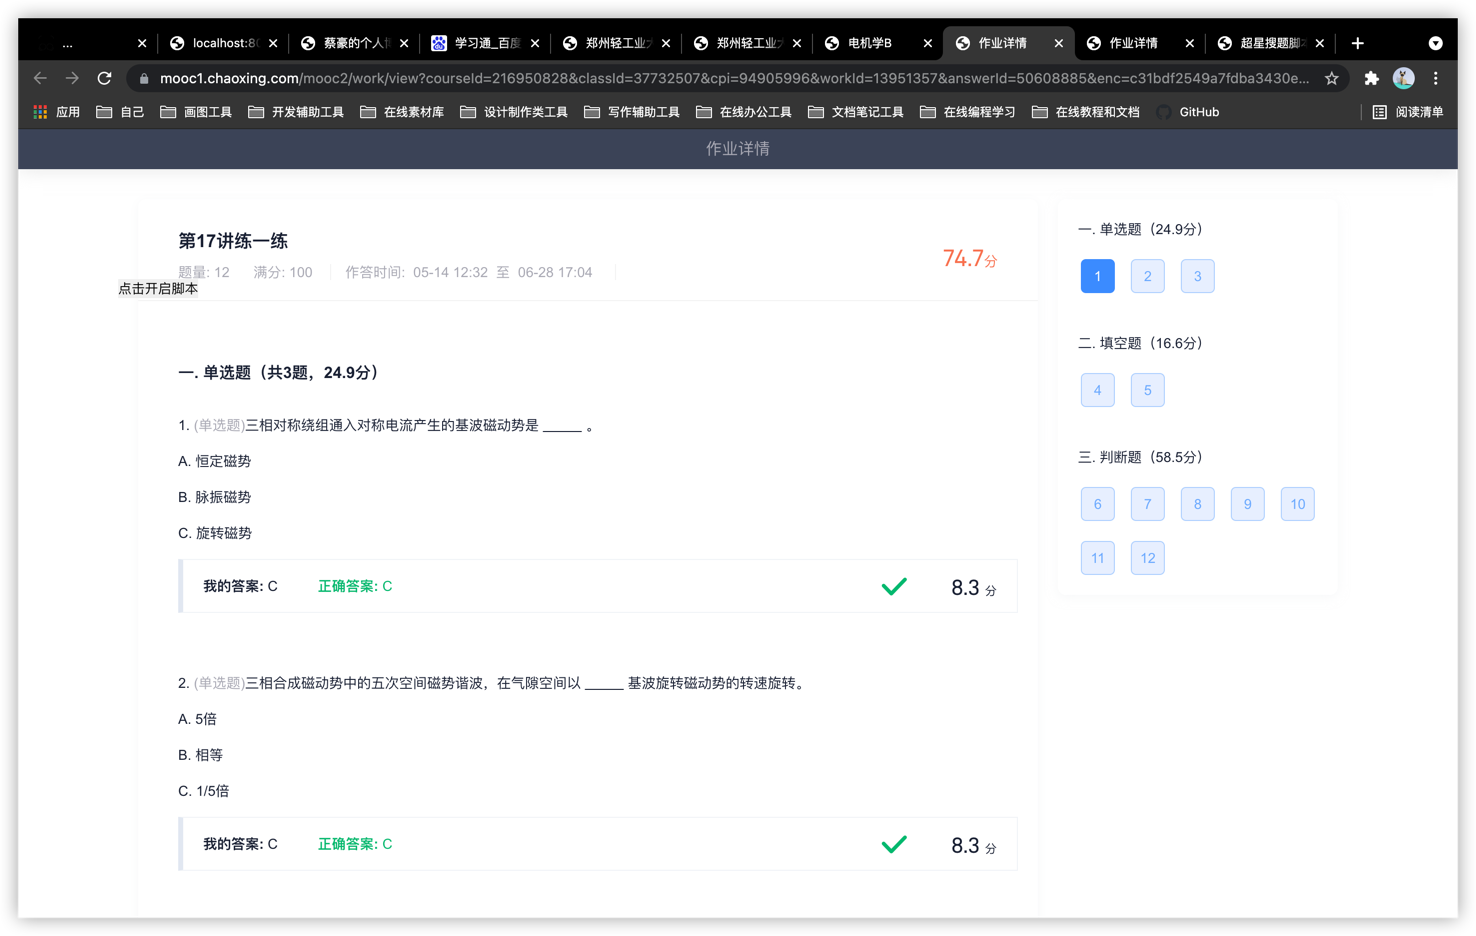 ...
localhost:80
蔡豪的个人博
学习通_百度
郑州轻工业大
郑州轻工业大
电机学B
作业详情
作业详情
超星搜题脚本
mooc1.chaoxing.com/mooc2/work/view?courseId=216950828&classId=37732507&cpi=94905996&workId=13951357&answerId=50608885&enc=c31bdf2549a7fdba3430e...
应用 自己 画图工具 开发辅助工具 在线素材库 设计制作类工具 写作辅助工具 在线办公工具 文档笔记工具 在线编程学习 在线教程和文档 GitHub 阅读清单
作业详情
第17讲练一练
题量: 12 满分: 100 作答时间: 05-14 12:32 至 06-28 17:04
74.7分
点击开启脚本
一. 单选题（共3题，24.9分）
1. (单选题)三相对称绕组通入对称电流产生的基波磁动势是 _____ 。
A. 恒定磁势
B. 脉振磁势
C. 旋转磁势
我的答案: C 正确答案: C 8.3 分
2. (单选题)三相合成磁动势中的五次空间磁势谐波，在气隙空间以 _____ 基波旋转磁动势的转速旋转。
A. 5倍
B. 相等
C. 1/5倍
我的答案: C 正确答案: C 8.3 分
一. 单选题（24.9分）
1 2 3
二. 填空题（16.6分）
4 5
三. 判断题（58.5分）
6 7 8 9 10
11 12